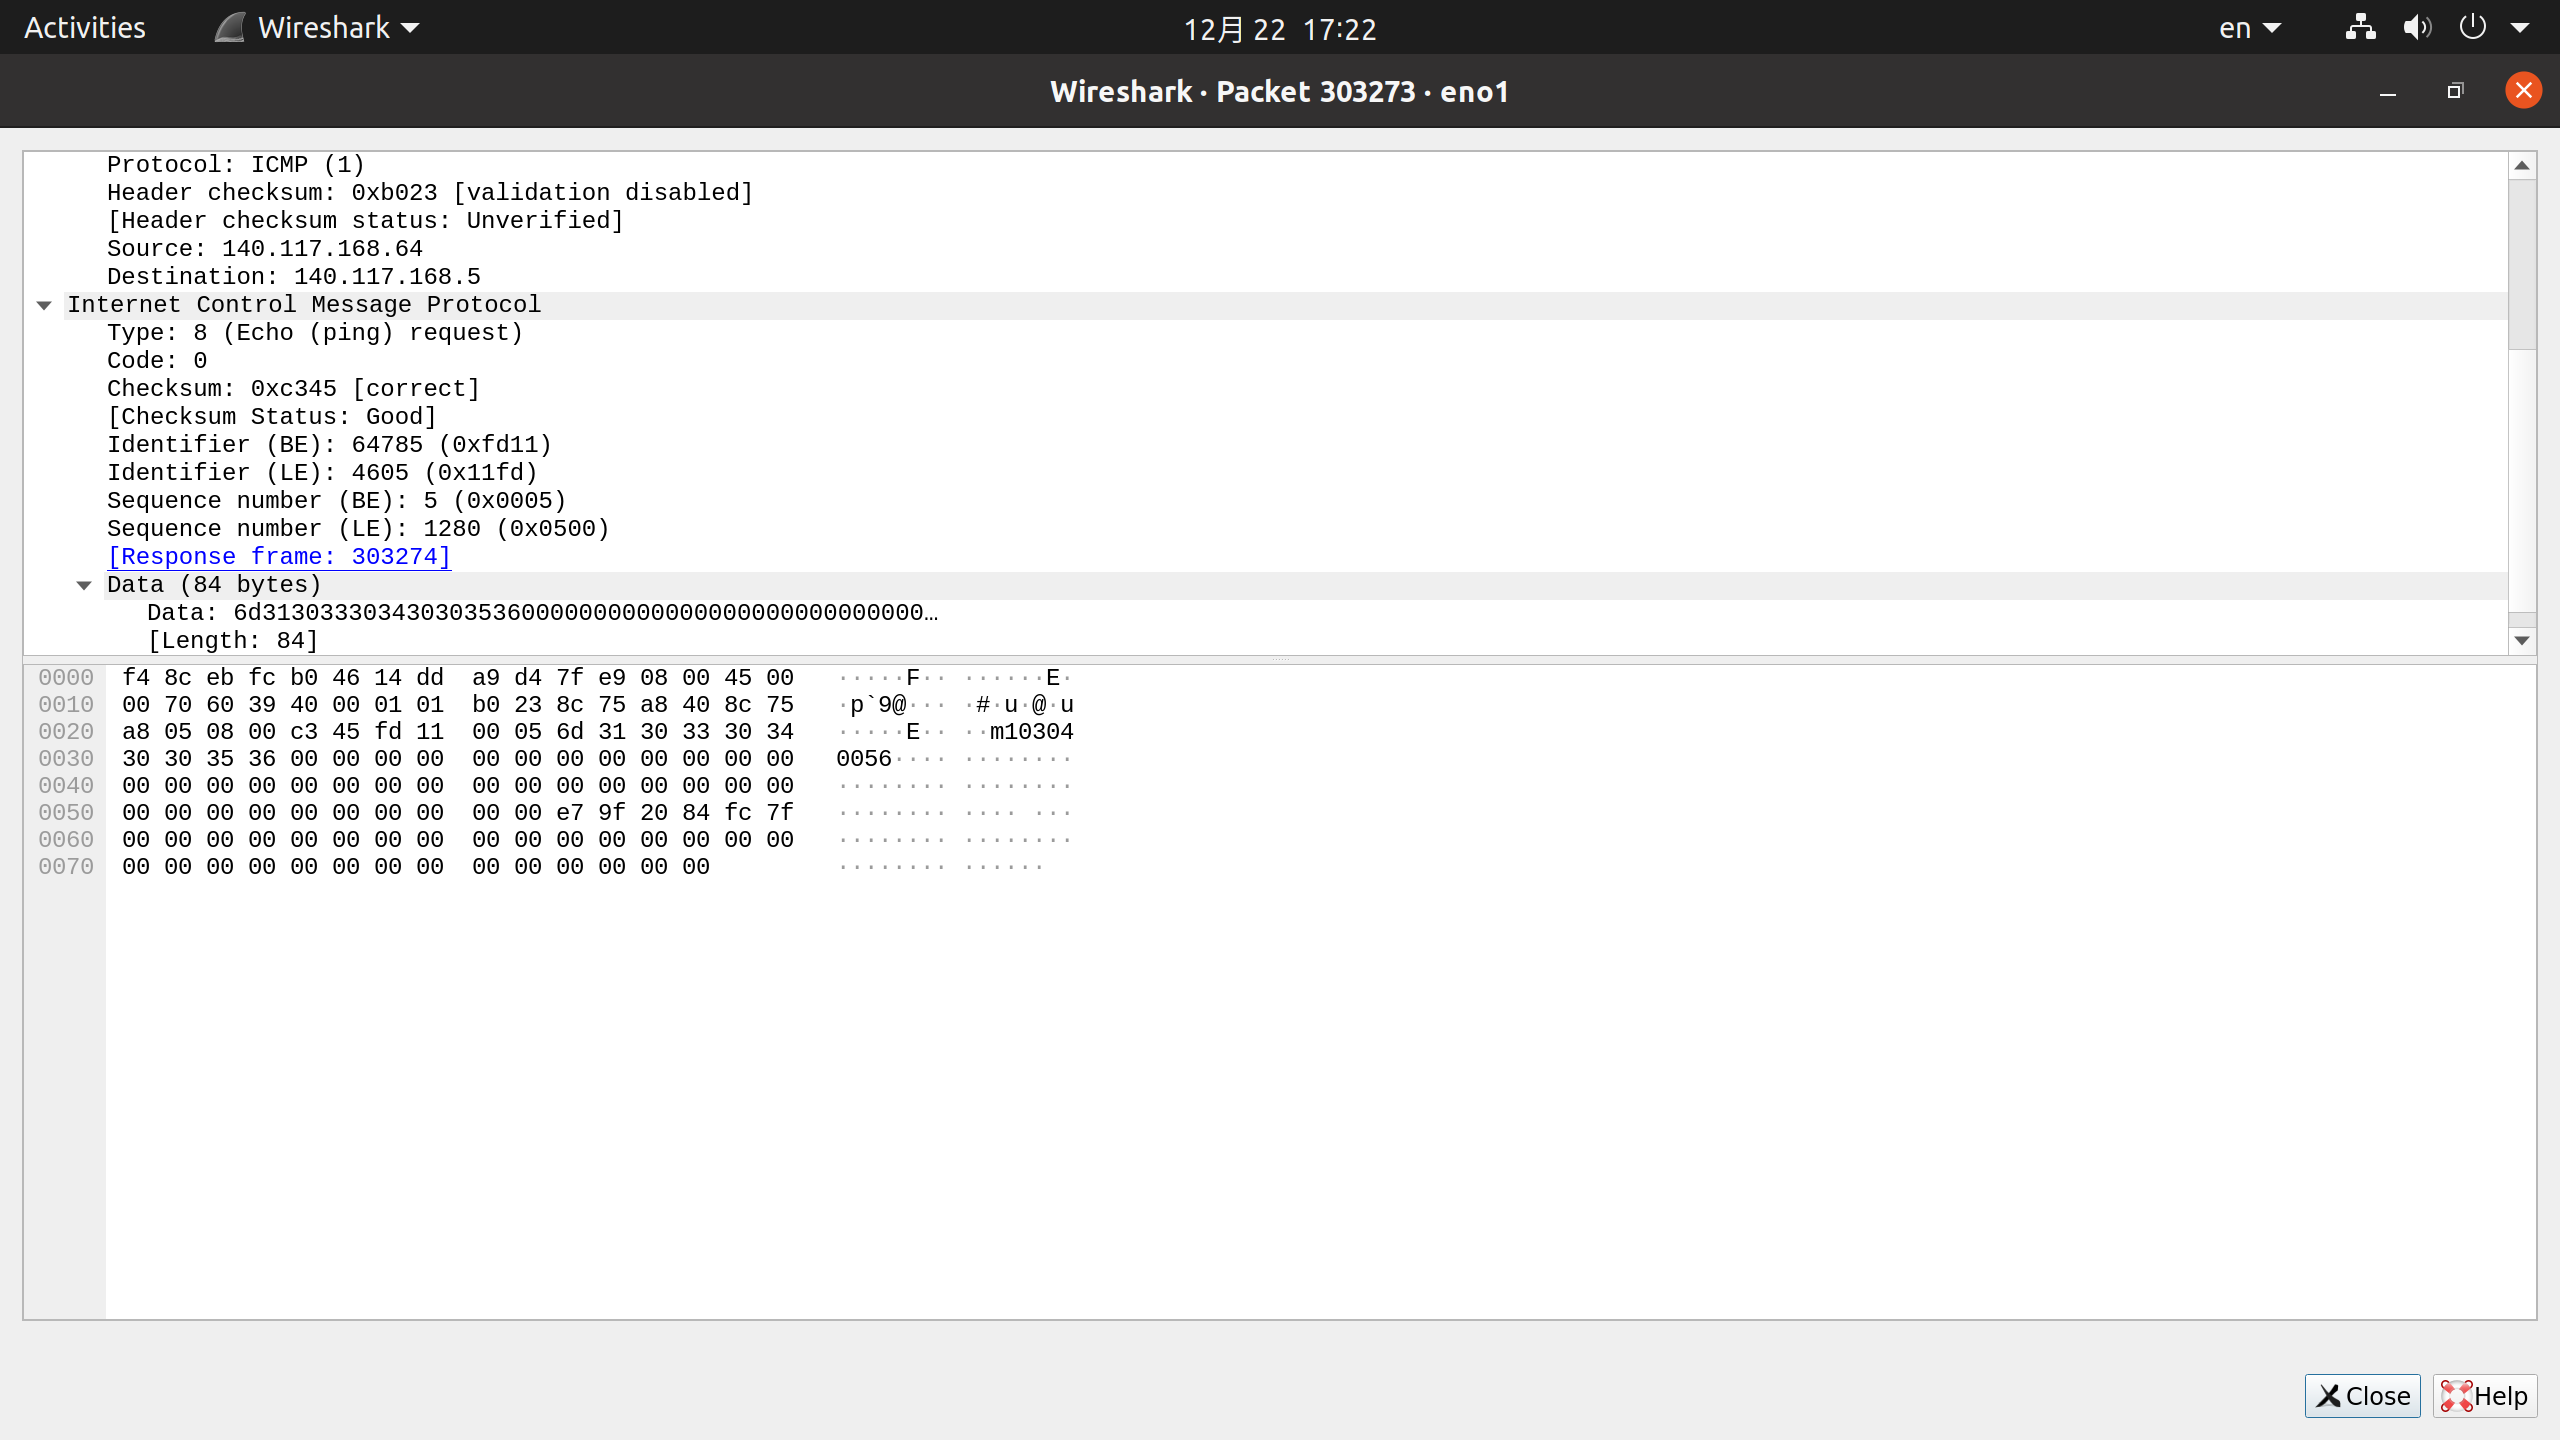 Activities Wireshark 12月 22 17:22 en
Wireshark · Packet 303273 · eno1
Protocol: ICMP (1)
Header checksum: 0xb023 [validation disabled]
[Header checksum status: Unverified]
Source: 140.117.168.64
Destination: 140.117.168.5
Internet Control Message Protocol
Type: 8 (Echo (ping) request)
Code: 0
Checksum: 0xc345 [correct]
[Checksum Status: Good]
Identifier (BE): 64785 (0xfd11)
Identifier (LE): 4605 (0x11fd)
Sequence number (BE): 5 (0x0005)
Sequence number (LE): 1280 (0x0500)
[Response frame: 303274]
Data (84 bytes)
Data: 6d313033303430303536000000000000000000000000000000…
[Length: 84]
0000 f4 8c eb fc b0 46 14 dd a9 d4 7f e9 08 00 45 00 ·····F·· ······E·
0010 00 70 60 39 40 00 01 01 b0 23 8c 75 a8 40 8c 75 ·p`9@··· ·#·u·@·u
0020 a8 05 08 00 c3 45 fd 11 00 05 6d 31 30 33 30 34 ·····E·· ··m10304
0030 30 30 35 36 00 00 00 00 00 00 00 00 00 00 00 00 0056···· ········
0040 00 00 00 00 00 00 00 00 00 00 00 00 00 00 00 00 ········ ········
0050 00 00 00 00 00 00 00 00 00 00 e7 9f 20 84 fc 7f ········ ···· ···
0060 00 00 00 00 00 00 00 00 00 00 00 00 00 00 00 00 ········ ········
0070 00 00 00 00 00 00 00 00 00 00 00 00 00 00 ········ ······
Close Help